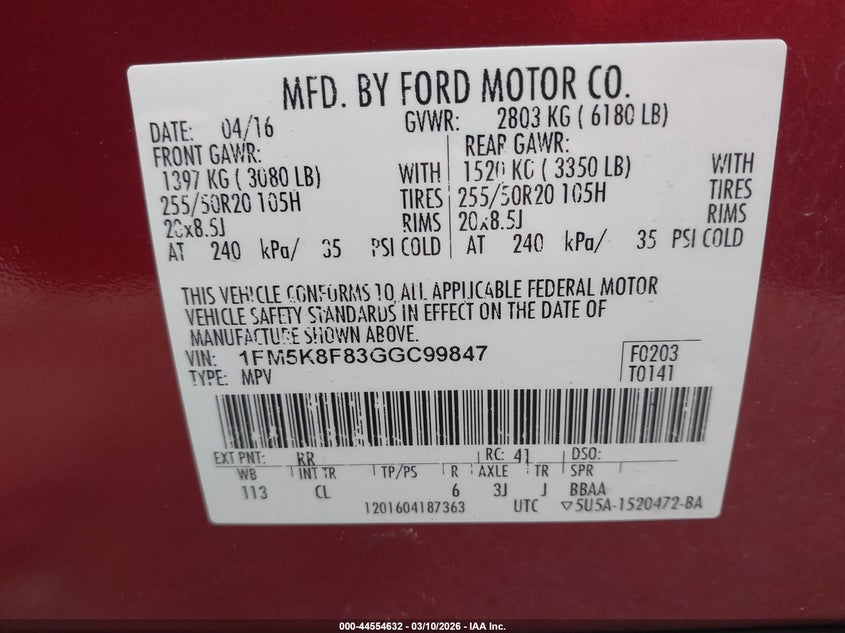 MFD. BY FORD MOTOR CO.
DATE: 04/16 GVWR: 2803 KG ( 6180 LB)
FRONT GAWR: REAR GAWR:
1397 KG ( 3080 LB) WITH 1520 KG ( 3350 LB) WITH
255/50R20 105H TIRES 255/50R20 105H TIRES
20x8.5J RIMS 20x8.5J RIMS
AT 240 kPa/ 35 PSI COLD AT 240 kPa/ 35 PSI COLD
THIS VEHICLE CONFORMS TO ALL APPLICABLE FEDERAL MOTOR
VEHICLE SAFETY STANDARDS IN EFFECT ON THE DATE OF
MANUFACTURE SHOWN ABOVE.
VIN: 1FM5K8F83GGC99847 F0203
TYPE: MPV T0141
EXT PNT: RR RC: 41 DSO:
WB INT TR TP/PS R AXLE TR SPR
113 CL 6 3J J BBAA
1201604187363 UTC ▽5U5A-1520472-BA
000-44554632 - 03/10/2026 - IAA Inc.